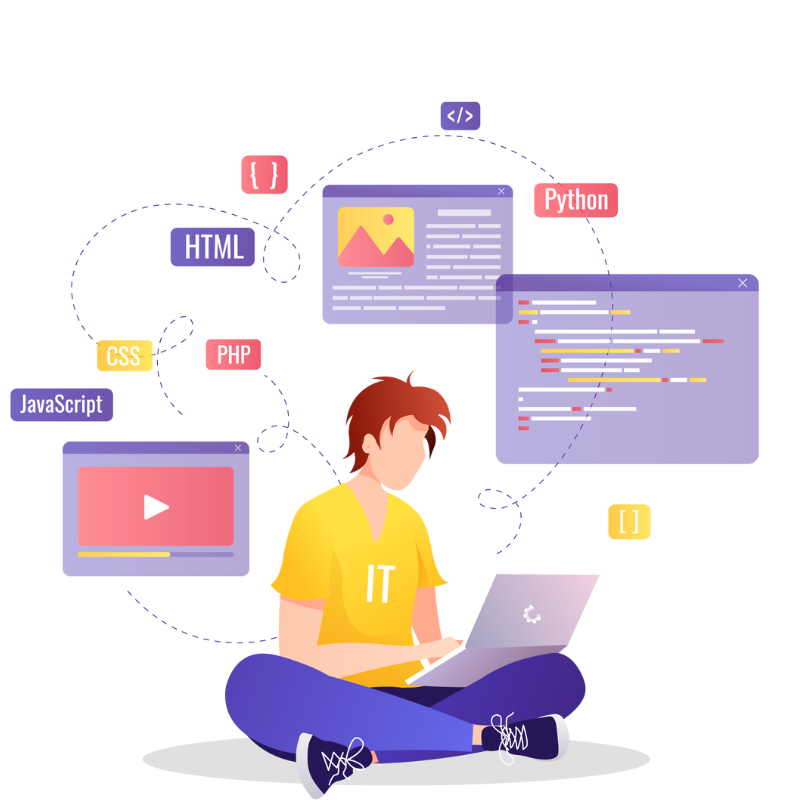 </>
{ }
Python
HTML
CSS
PHP
JavaScript
[ ]
IT